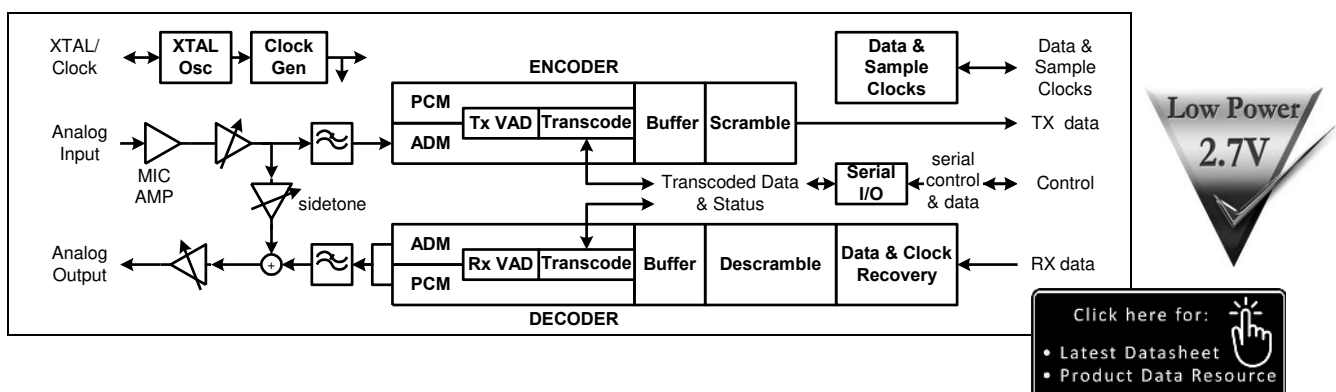 XTAL/
Clock
XTAL
Osc
Clock
Gen
ENCODER
Data &
Sample
Clocks
Data &
Sample
Clocks
Analog
Input
MIC
AMP
PCM
ADM
Tx VAD
Transcode
Buffer
Scramble
TX data
sidetone
Transcoded Data
& Status
Serial
I/O
serial
control
& data
Control
Analog
Output
+
ADM
PCM
Rx VAD
Transcode
Buffer
Descramble
Data & Clock
Recovery
RX data
DECODER
Low Power
2.7V
Click here for:
• Latest Datasheet
• Product Data Resource